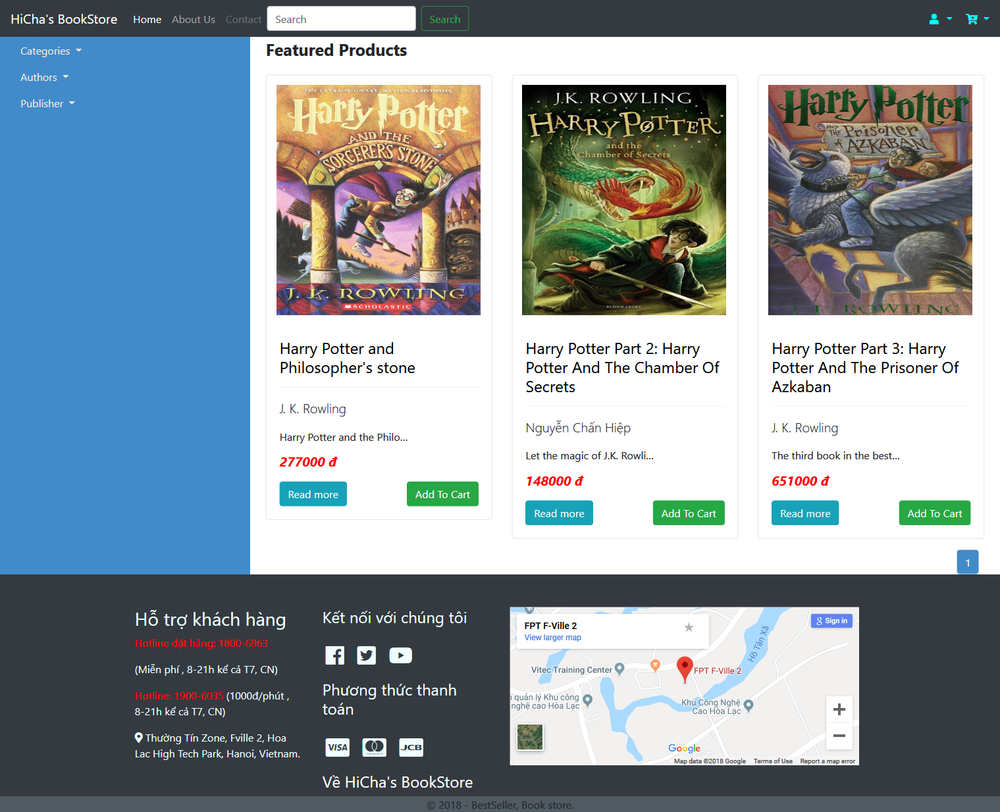 HiCha's BookStore Home About Us Contact Search Search
Categories
Authors
Publisher
Featured Products
THE EXTRAORDINARY, NATIONAL BESTSELLER
Harry Potter
AND THE
SORCERER'S STONE
J. K. ROWLING
SCHOLASTIC
Harry Potter and
Philosopher's stone
J. K. Rowling
Harry Potter and the Philo...
277000 đ
Read more Add To Cart
J.K. ROWLING
HARRY POTTER
and the
Chamber of Secrets
BLOOMSBURY
Harry Potter Part 2: Harry
Potter And The Chamber Of
Secrets
Nguyễn Chấn Hiệp
Let the magic of J.K. Rowli...
148000 đ
Read more Add To Cart
Harry Potter
AND THE Prisoner
of AZKABAN
J. K. ROWLING
Harry Potter Part 3: Harry
Potter And The Prisoner Of
Azkaban
J. K. Rowling
The third book in the best...
651000 đ
Read more Add To Cart
1
Hỗ trợ khách hàng
Hotline đặt hàng: 1800-6963
(Miễn phí , 8-21h kể cả T7, CN)
Hotline: 1900-6035 (1000đ/phút ,
8-21h kể cả T7, CN)
Thường Tín Zone, Fville 2, Hoa
Lac High Tech Park, Hanoi, Vietnam.
Kết nối với chúng tôi
Phương thức thanh
toán
VISA JCB
Về HiCha's BookStore
FPT F-Ville 2
View larger map
Sign in
Hồ Tân Xã
Vitec Training Center
FPT F-Ville 2
n quản lý Khu công
nghệ cao Hòa Lạc
Khu Công Nghệ
Cao Hòa Lạc
Google
Map data ©2018 Google Terms of Use Report a map error
© 2018 - BestSeller, Book store.